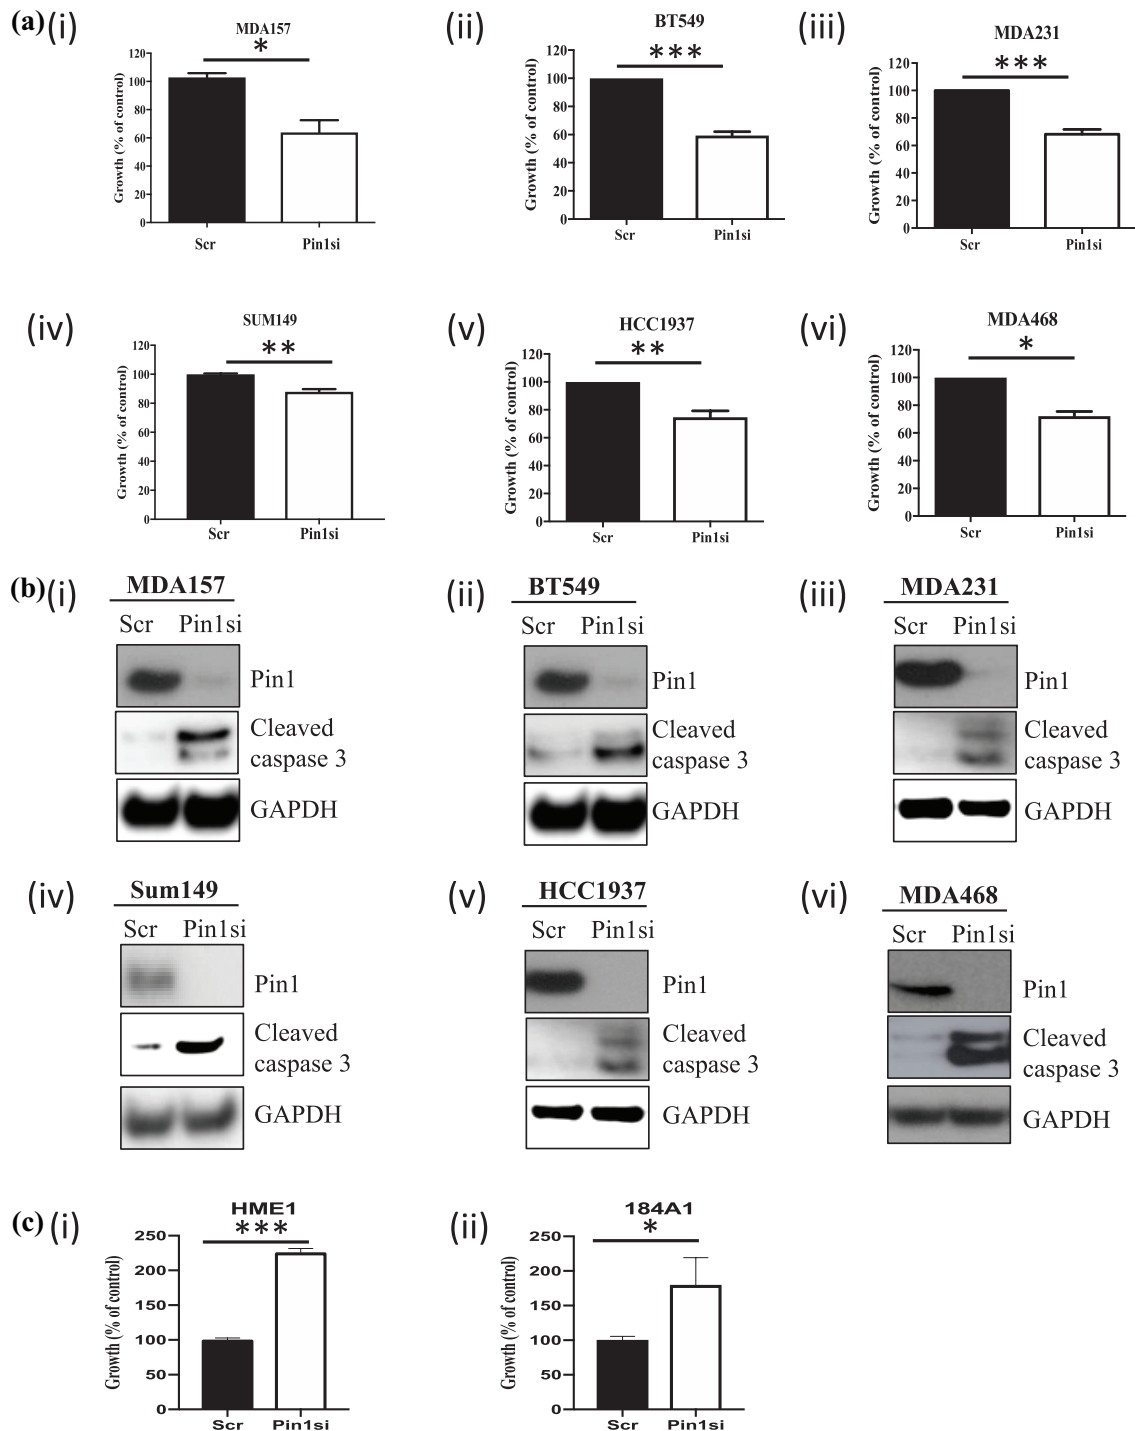 (a) (i) MDA157
*
Growth (% of control)
120
100
80
60
40
20
0
Scr Pin1si
(ii) BT549
***
Growth (% of control)
120
100
80
60
40
20
0
Scr Pin1si
(iii) MDA231
***
Growth (% of control)
120
100
80
60
40
20
0
Scr Pin1si
(iv) SUM149
**
Growth (% of control)
120
100
80
60
40
20
0
Scr Pin1si
(v) HCC1937
**
Growth (% of control)
120
100
80
60
40
20
0
Scr Pin1si
(vi) MDA468
*
Growth (% of control)
120
100
80
60
40
20
0
Scr Pin1si
(b) (i) MDA157
Scr Pin1si
Pin1
Cleaved
caspase 3
GAPDH
(ii) BT549
Scr Pin1si
Pin1
Cleaved
caspase 3
GAPDH
(iii) MDA231
Scr Pin1si
Pin1
Cleaved
caspase 3
GAPDH
(iv) Sum149
Scr Pin1si
Pin1
Cleaved
caspase 3
GAPDH
(v) HCC1937
Scr Pin1si
Pin1
Cleaved
caspase 3
GAPDH
(vi) MDA468
Scr Pin1si
Pin1
Cleaved
caspase 3
GAPDH
(c) (i) HME1
***
Growth (% of control)
250
200
150
100
50
0
Scr Pin1si
(ii) 184A1
*
Growth (% of control)
250
200
150
100
50
0
Scr Pin1si